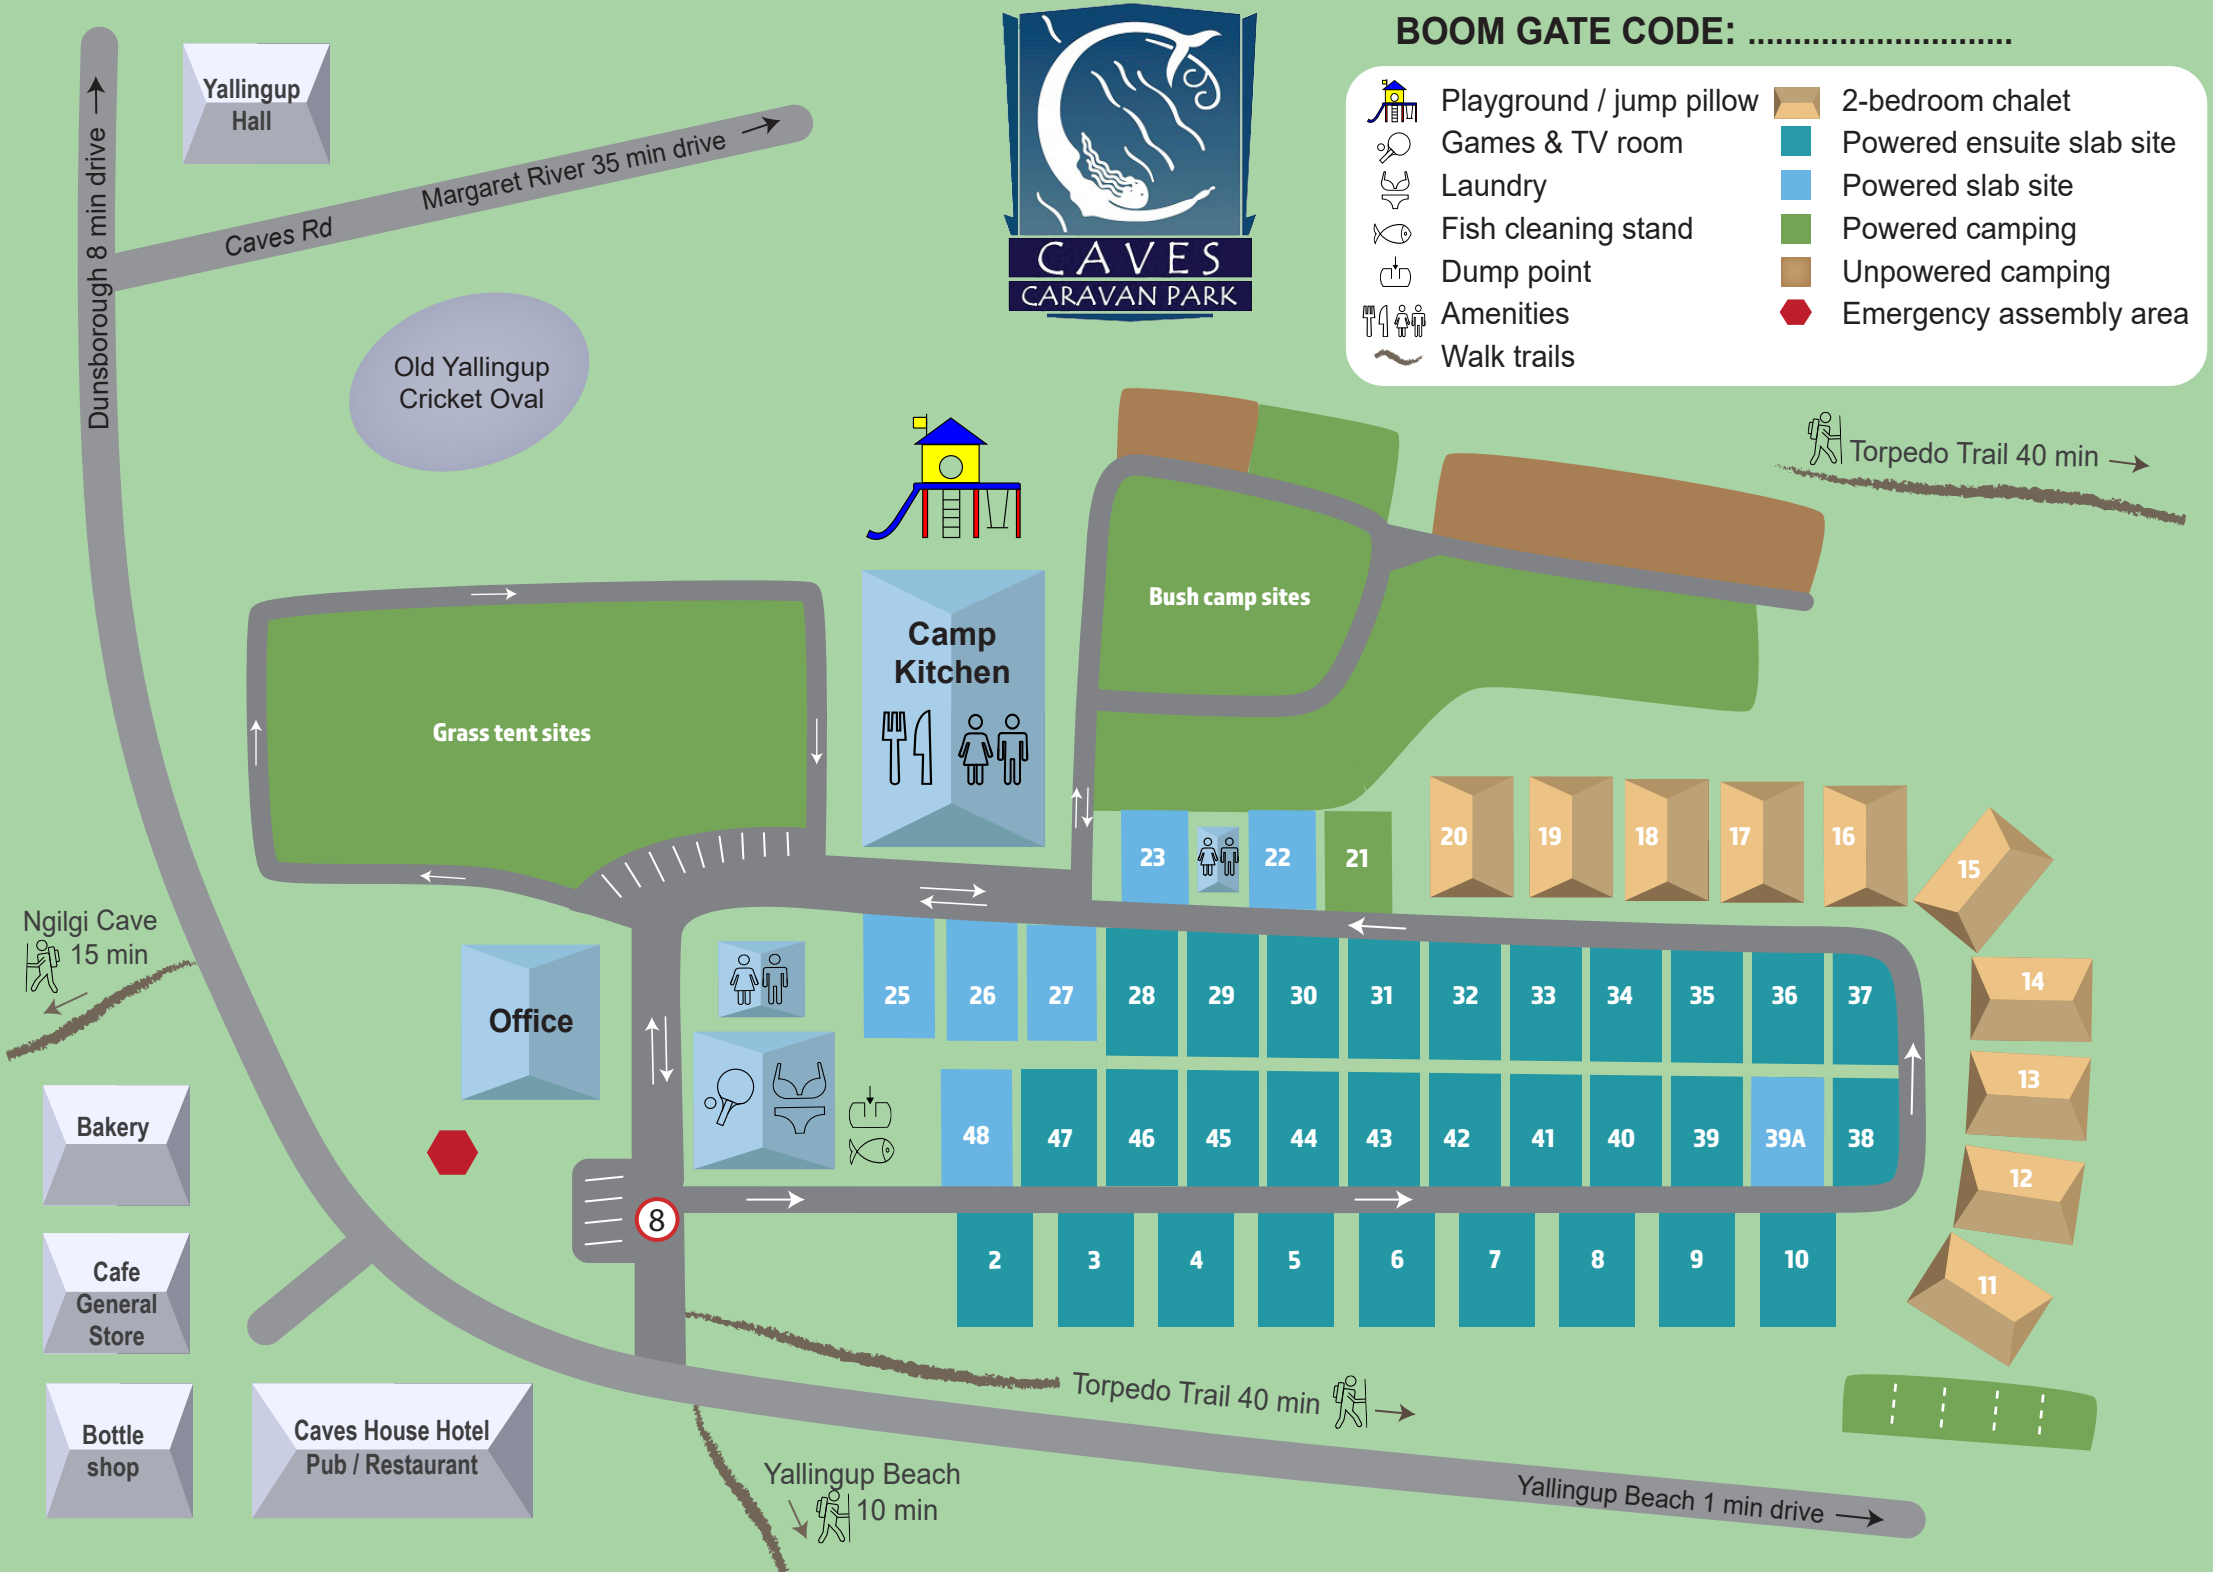 BOOM GATE CODE: .............................
CAVES
CARAVAN PARK
Playground / jump pillow
Games & TV room
Laundry
Fish cleaning stand
Dump point
Amenities
Walk trails
2-bedroom chalet
Powered ensuite slab site
Powered slab site
Powered camping
Unpowered camping
Emergency assembly area
Yallingup
Hall
Dunsborough 8 min drive
Caves Rd
Margaret River 35 min drive
Old Yallingup
Cricket Oval
Torpedo Trail 40 min
Bush camp sites
Camp
Kitchen
Grass tent sites
23
22
21
20
19
18
17
16
15
14
13
12
11
Ngilgi Cave
15 min
Office
25
26
27
28
29
30
31
32
33
34
35
36
37
48
47
46
45
44
43
42
41
40
39
39A
38
8
2
3
4
5
6
7
8
9
10
Bakery
Cafe
General
Store
Bottle
shop
Caves House Hotel
Pub / Restaurant
Torpedo Trail 40 min
Yallingup Beach
10 min
Yallingup Beach 1 min drive